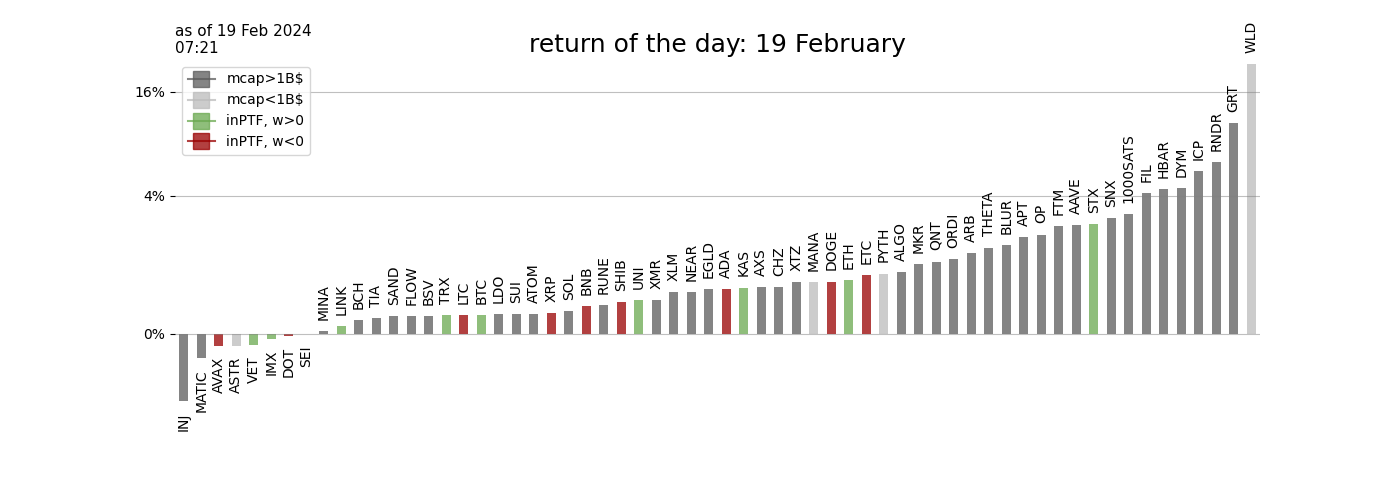 as of 19 Feb 2024
07:21
return of the day: 19 February
mcap>1B$
mcap<1B$
inPTF, w>0
inPTF, w<0
16%
4%
0%
INJ
MATIC
AVAX
ASTR
VET
IMX
DOT
SEI
MINA
LINK
BCH
TIA
SAND
FLOW
BSV
TRX
LTC
BTC
LDO
SUI
ATOM
XRP
SOL
BNB
RUNE
SHIB
UNI
XMR
XLM
NEAR
EGLD
ADA
KAS
AXS
CHZ
XTZ
MANA
DOGE
ETH
ETC
PYTH
ALGO
MKR
QNT
ORDI
ARB
THETA
BLUR
APT
OP
FTM
AAVE
STX
SNX
1000SATS
FIL
HBAR
DYM
ICP
RNDR
GRT
WLD